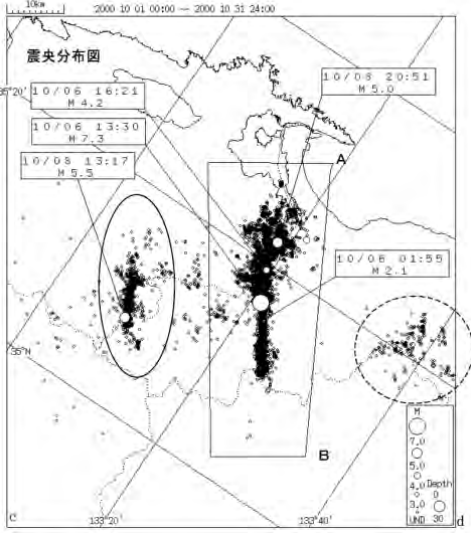 10km
2000 10 01 00:00 -- 2000 10 31 24:00
震央分布図
10/08 20:51
M 5.0
35°20'
10/06 16:21
M 4.2
10/06 13:30
M 7.3
10/08 13:17
M 5.5
A
10/06 01:55
M 2.1
35°N
B
M
7.0
5.0
4.0
3.0
UND
Depth
0
30
c
133°20'
133°40'
d